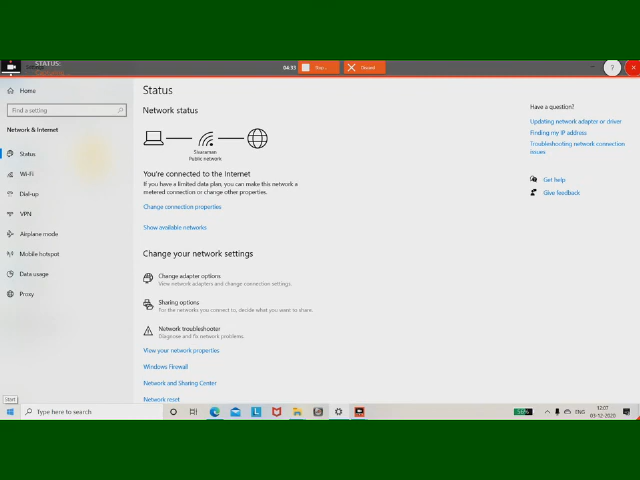 STATUS:
04:33
Home
Find a setting
Network & Internet
Status
Wi-Fi
Dial-up
VPN
Airplane mode
Mobile hotspot
Data usage
Proxy
Start
Status
Network status
Sivaraman
Public network
You're connected to the Internet
If you have a limited data plan, you can make this network a
metered connection or change other properties.
Change connection properties
Show available networks
Change your network settings
Change adapter options
View network adapters and change connection settings.
Sharing options
For the networks you connect to, decide what you want to share.
Network troubleshooter
Diagnose and fix network problems.
View your network properties
Windows Firewall
Network and Sharing Center
Network reset
Have a question?
Updating network adapter or driver
Finding my IP address
Troubleshooting network connection
issues
Get help
Give feedback
Type here to search
56%
ENG
12:07
03-12-2020